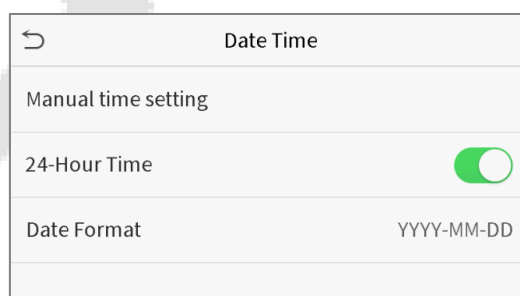 Date Time
Manual time setting
24-Hour Time
Date Format YYYY-MM-DD